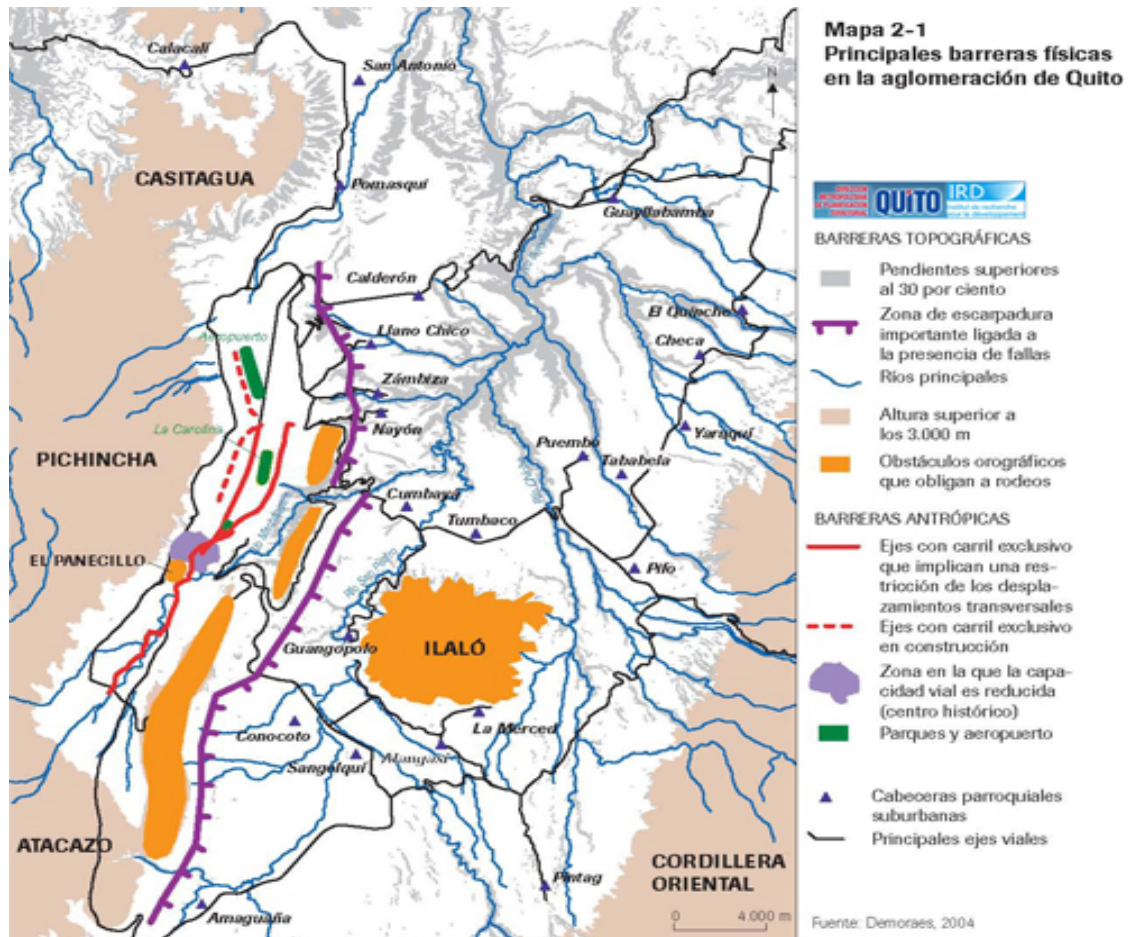 Mapa 2-1
Principales barreras físicas
en la aglomeración de Quito
QUITO
IRD
BARRERAS TOPOGRÁFICAS
Pendientes superiores
al 30 por ciento
Zona de escarpadura
importante ligada a
la presencia de fallas
Ríos principales
Altura superior a
los 3.000 m
Obstáculos orográficos
que obligan a rodeos
BARRERAS ANTRÓPICAS
Ejes con carril exclusivo
que implican una res-
tricción de los despla-
zamientos transversales
Ejes con carril exclusivo
en construcción
Zona en la que la capa-
cidad vial es reducida
(centro histórico)
Parques y aeropuerto
Cabeceras parroquiales
suburbanas
Principales ejes viales
Fuente: Demoraes, 2004
N
Calacalí
San Antonio
CASITAGUA
Pomasquí
Guayllabamba
Calderón
El Quinche
Llano Chico
Aeropuerto
Checa
Zámbiza
La Carolina
Nayón
Yaruquí
PICHINCHA
Puembo
Tababela
Cumbayá
Tumbaco
EL PANECILLO
Pifo
Guangopolo
ILALÓ
La Merced
Conocoto
Alangasí
Sangolquí
ATACAZO
CORDILLERA
ORIENTAL
Pintag
Amaguaña
0 4.000 m